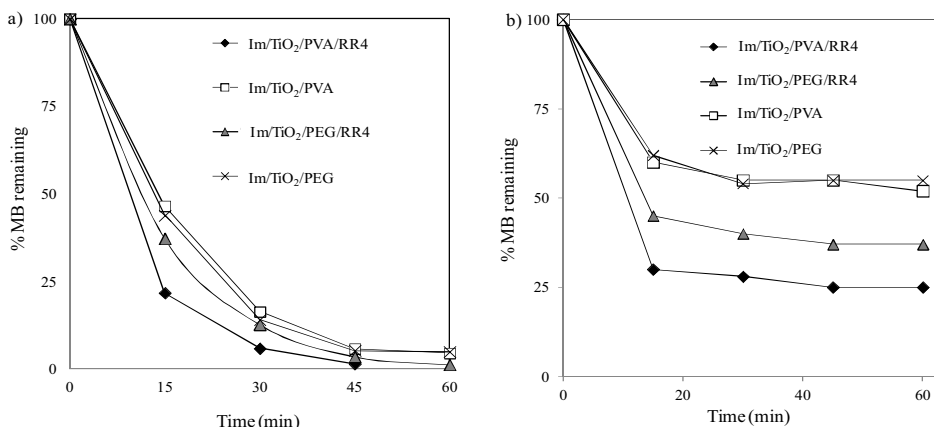 a)
100
75
50
25
0
0 15 30 45 60
% MB remaining
Time (min)
Im/TiO₂/PVA/RR4
Im/TiO₂/PVA
Im/TiO₂/PEG/RR4
Im/TiO₂/PEG
b)
100
75
50
25
0
0 20 40 60
% MB remaining
Time (min)
Im/TiO₂/PVA/RR4
Im/TiO₂/PEG/RR4
Im/TiO₂/PVA
Im/TiO₂/PEG